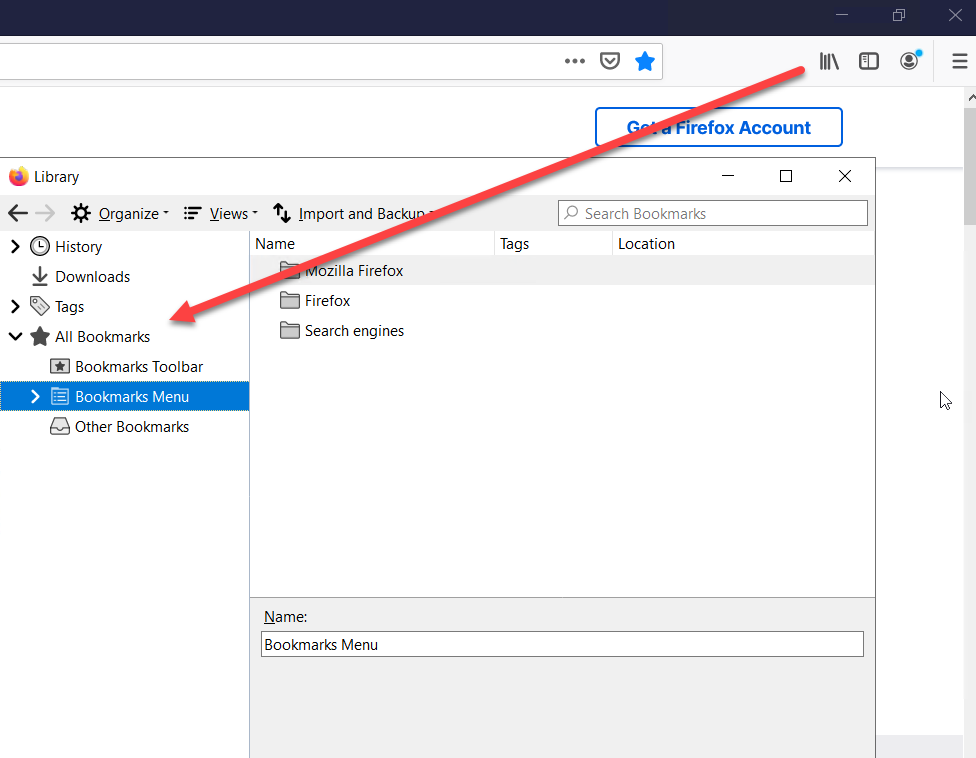 Get a Firefox Account
Library
Organize Views Import and Backup Search Bookmarks
Name Tags Location
History
Downloads
Tags
All Bookmarks
Bookmarks Toolbar
Bookmarks Menu
Other Bookmarks
Mozilla Firefox
Firefox
Search engines
Name:
Bookmarks Menu